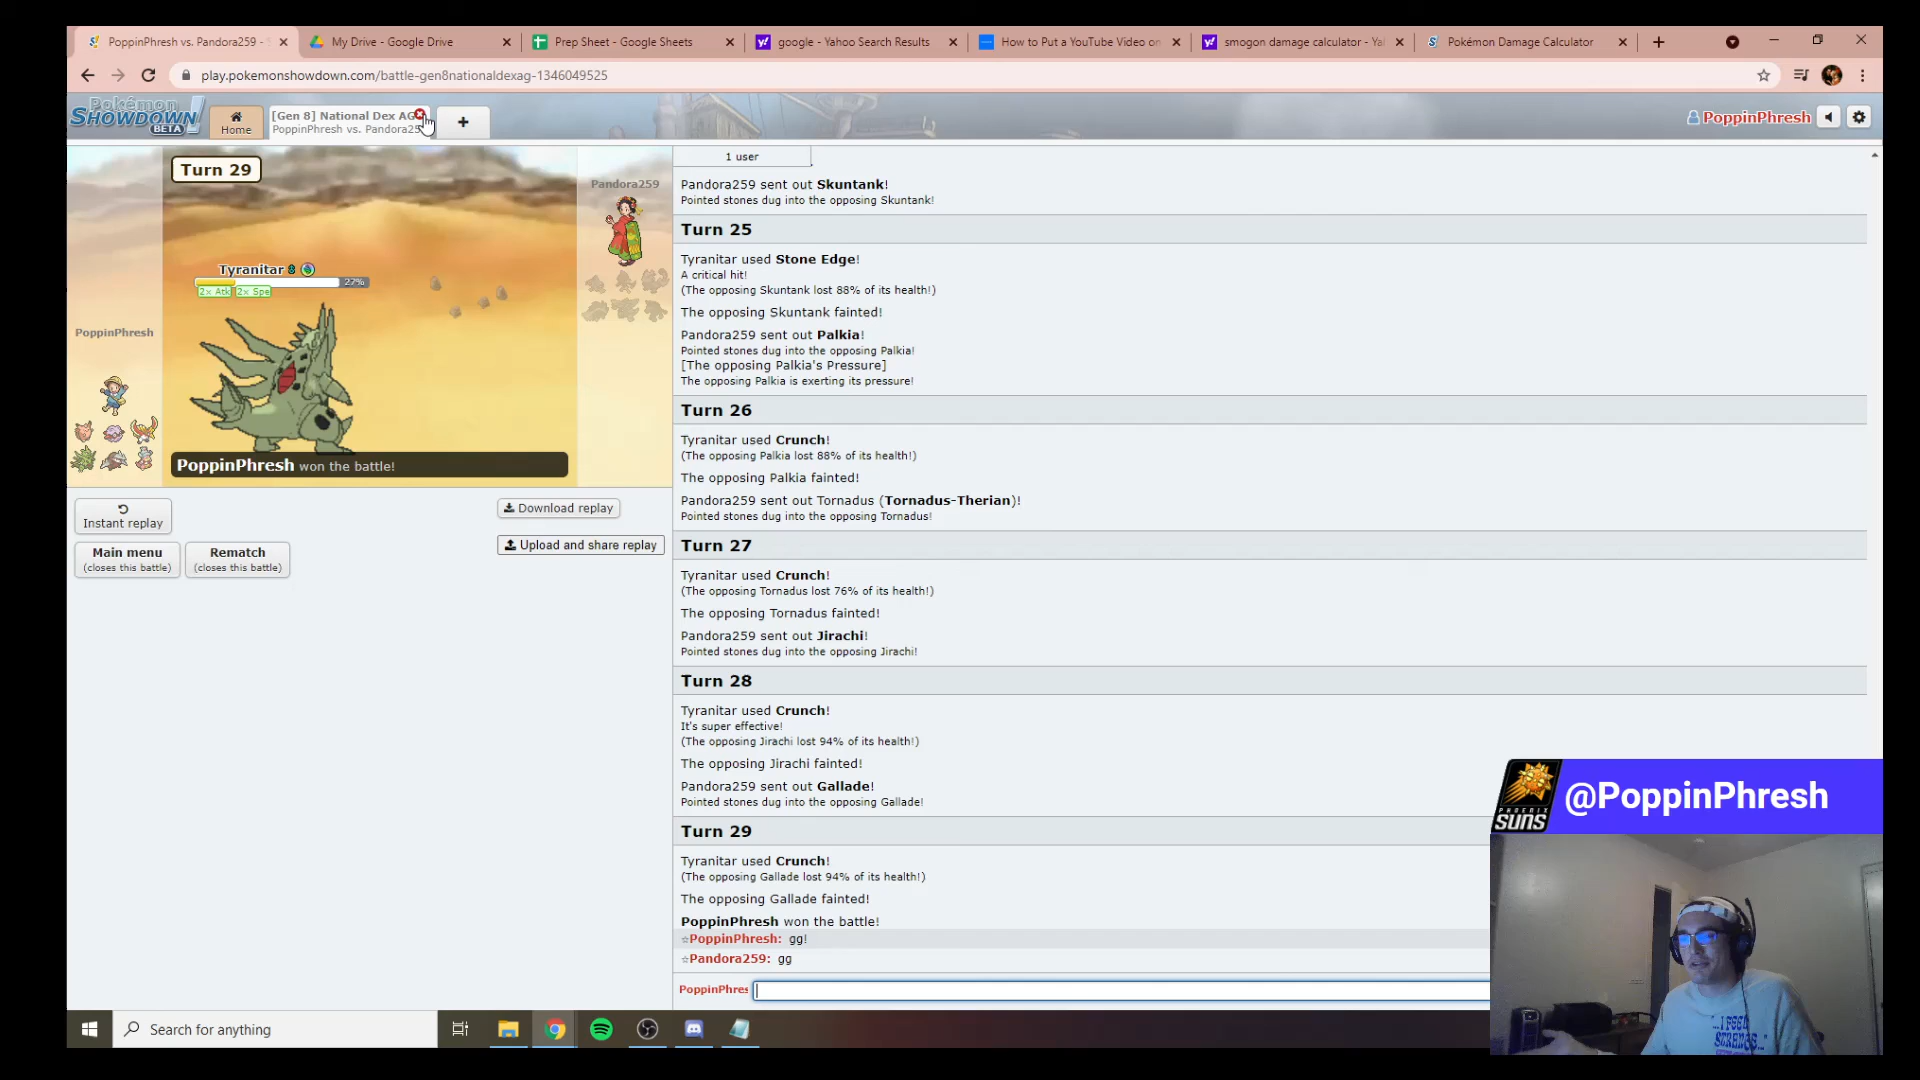 PoppinPhresh vs. Pandora259 - S
My Drive - Google Drive
Prep Sheet - Google Sheets
google - Yahoo Search Results
How to Put a YouTube Video on
smogon damage calculator - Ya
Pokémon Damage Calculator
play.pokemonshowdown.com/battle-gen8nationaldexag-1346049525
Pokémon
SHOWDOWN!
BETA
Home
[Gen 8] National Dex AG
PoppinPhresh vs. Pandora25
PoppinPhresh
Turn 29
Pandora259
Tyranitar
27%
2x Atk 2x Spe
PoppinPhresh
PoppinPhresh won the battle!
Instant replay
Download replay
Upload and share replay
Main menu
(closes this battle)
Rematch
(closes this battle)
1 user
Pandora259 sent out Skuntank!
Pointed stones dug into the opposing Skuntank!
Turn 25
Tyranitar used Stone Edge!
A critical hit!
(The opposing Skuntank lost 88% of its health!)
The opposing Skuntank fainted!
Pandora259 sent out Palkia!
Pointed stones dug into the opposing Palkia!
[The opposing Palkia's Pressure]
The opposing Palkia is exerting its pressure!
Turn 26
Tyranitar used Crunch!
(The opposing Palkia lost 88% of its health!)
The opposing Palkia fainted!
Pandora259 sent out Tornadus (Tornadus-Therian)!
Pointed stones dug into the opposing Tornadus!
Turn 27
Tyranitar used Crunch!
(The opposing Tornadus lost 76% of its health!)
The opposing Tornadus fainted!
Pandora259 sent out Jirachi!
Pointed stones dug into the opposing Jirachi!
Turn 28
Tyranitar used Crunch!
It's super effective!
(The opposing Jirachi lost 94% of its health!)
The opposing Jirachi fainted!
Pandora259 sent out Gallade!
Pointed stones dug into the opposing Gallade!
Turn 29
Tyranitar used Crunch!
(The opposing Gallade lost 94% of its health!)
The opposing Gallade fainted!
PoppinPhresh won the battle!
☆PoppinPhresh: gg!
☆Pandora259: gg
PoppinPhres
PHOENIX
SUNS
@PoppinPhresh
...I FEEL
Search for anything